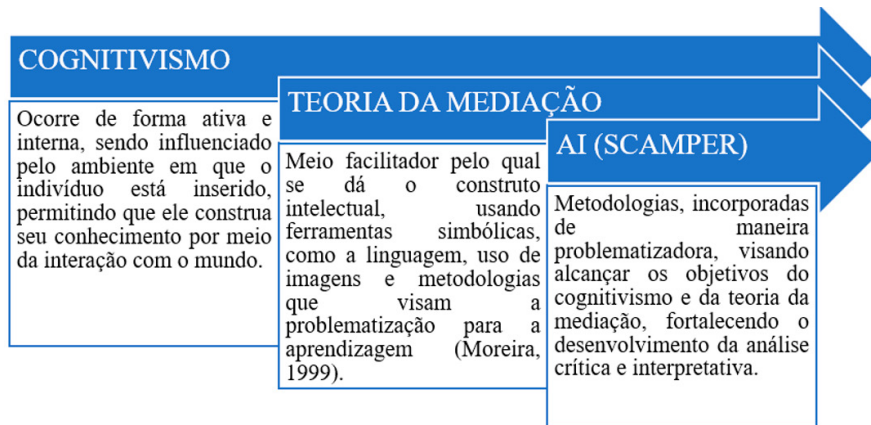 COGNITIVISMO
Ocorre de forma ativa e
interna, sendo influenciado
pelo ambiente em que o
indivíduo está inserido,
permitindo que ele construa
seu conhecimento por meio
da interação com o mundo.
TEORIA DA MEDIAÇÃO
Meio facilitador pelo qual
se dá o construto
intelectual, usando
ferramentas simbólicas,
como a linguagem, uso de
imagens e metodologias
que visam a
problematização para a
aprendizagem (Moreira,
1999).
AI (SCAMPER)
Metodologias, incorporadas
de maneira
problematizadora, visando
alcançar os objetivos do
cognitivismo e da teoria da
mediação, fortalecendo o
desenvolvimento da análise
crítica e interpretativa.